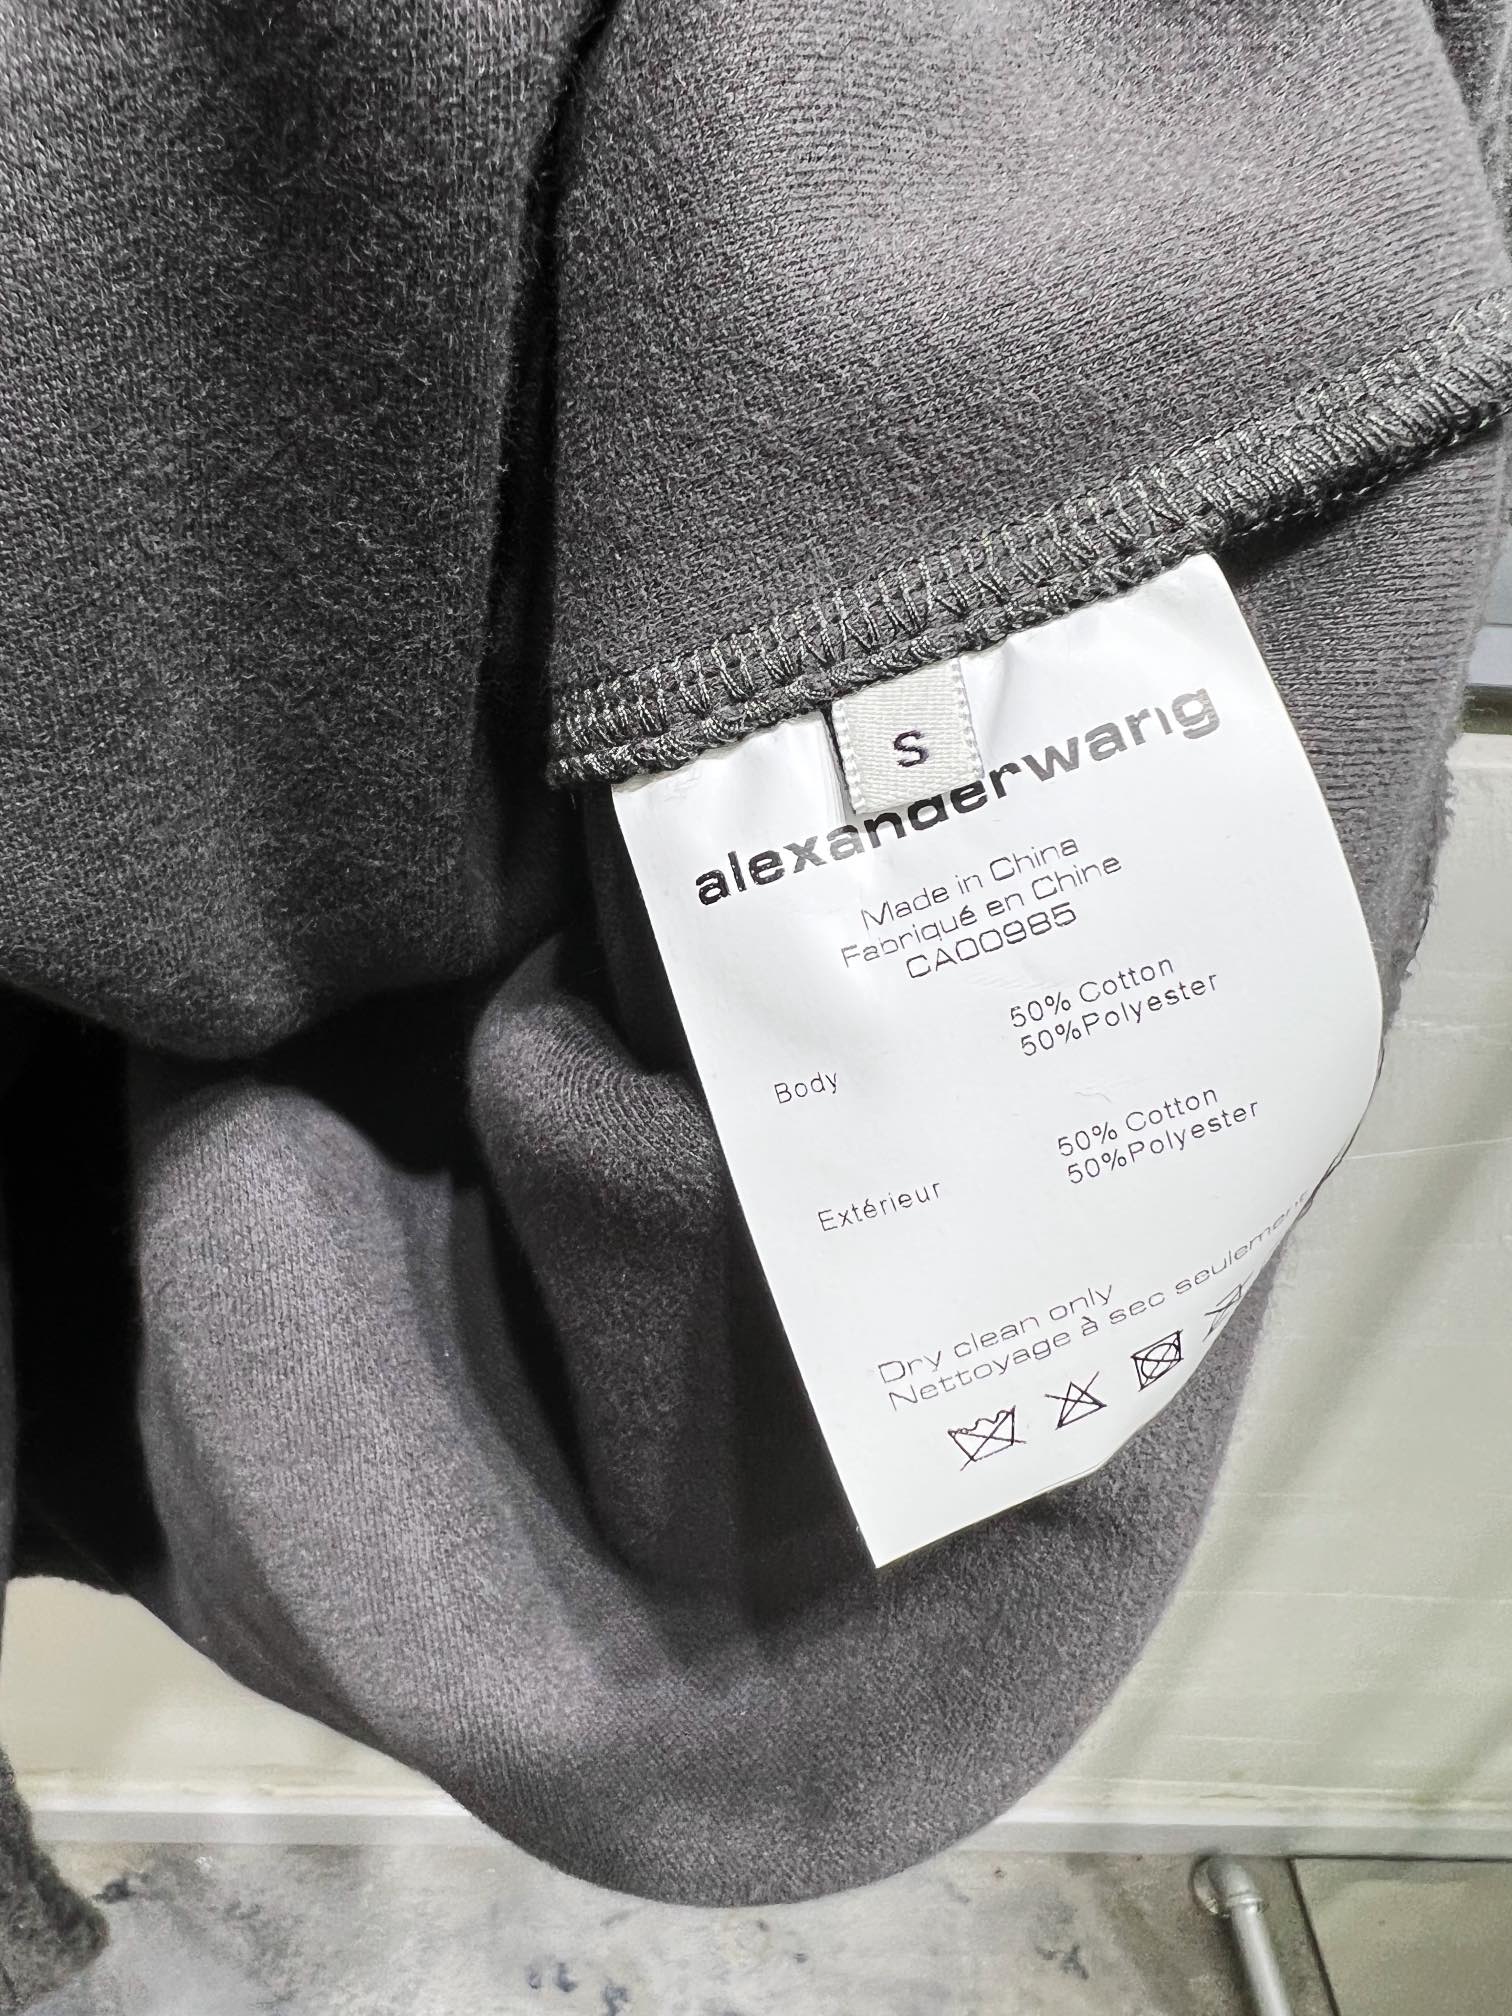 S
alexanderwang
Made in China
Fabriqué en Chine
CA00985
50% Cotton
50%Polyester
Body
50% Cotton
50%Polyester
Extérieur
Dry clean only
Nettoyage à sec seulement